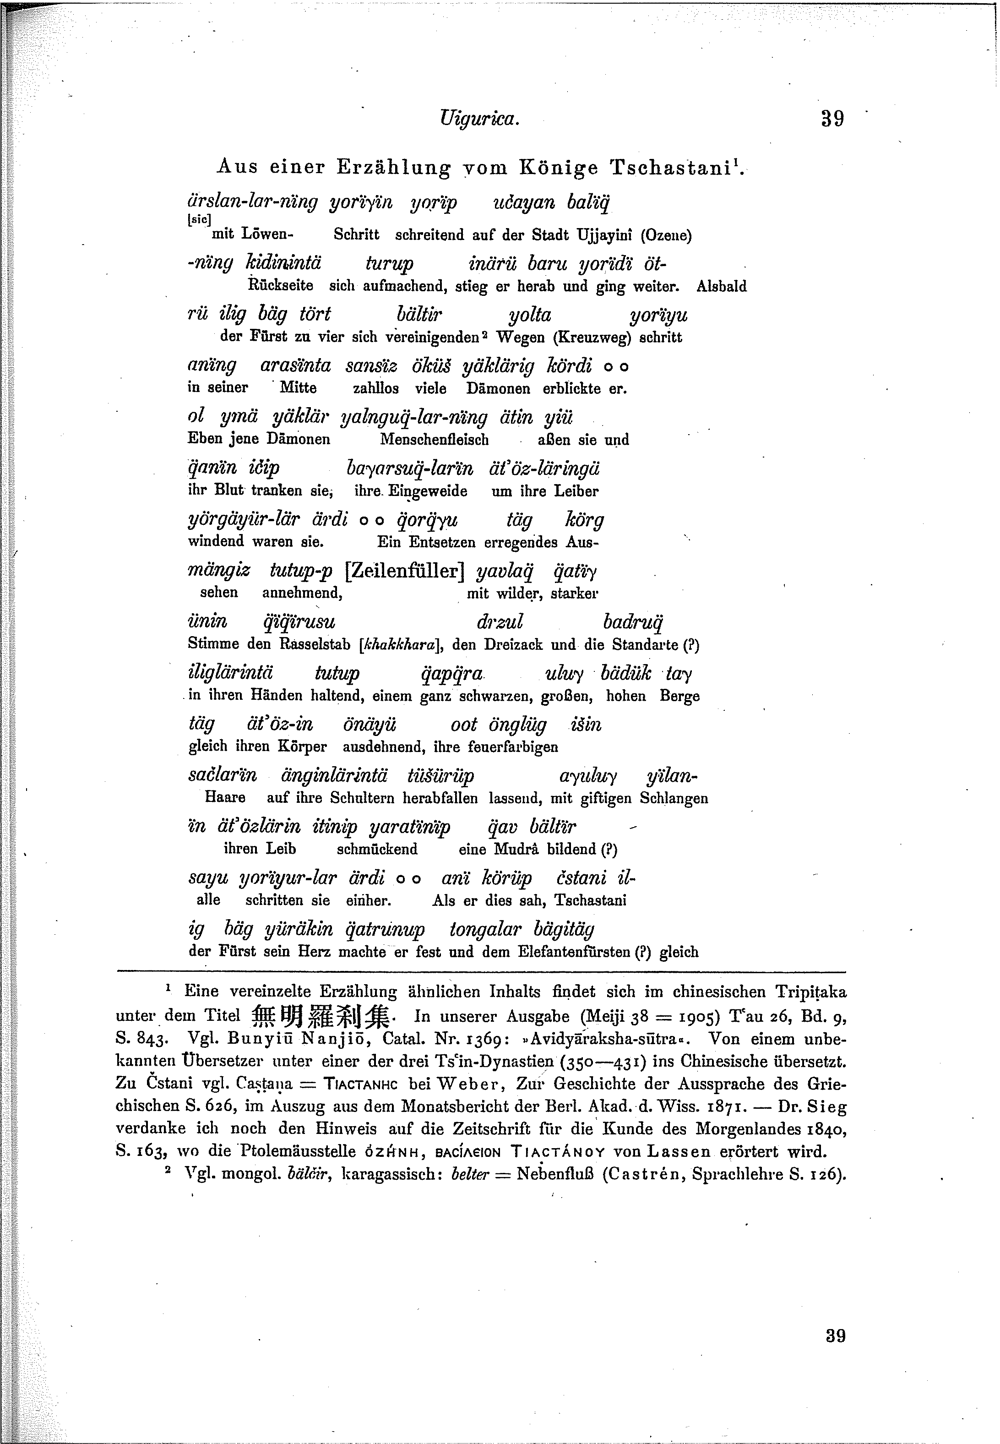 Uigurica. 39
Aus einer Erzählung vom Könige Tschastani¹.
ärslan-lar-nïng yorïγïn yorïp učayan balïq̈
[sic]
mit Löwen- Schritt schreitend auf der Stadt Ujjayinî (Ozene)
-nïng kidinintä turup inärü baru yorïdï öt-
Rückseite sich aufmachend, stieg er herab und ging weiter. Alsbald
rü ilig bäg tört bältir yolta yorïyu
der Fürst zu vier sich vereinigenden² Wegen (Kreuzweg) schritt
anïng arasïnta sansïz öküš yäklärig kördi o o
in seiner Mitte zahllos viele Dämonen erblickte er.
ol ymä yäklär yalnguq̈-lar-nïng ätin yiü
Eben jene Dämonen Menschenfleisch aßen sie und
q̈anïn ičip baγarsuq̈-larïn ät'öz-läringä
ihr Blut tranken sie, ihre Eingeweide um ihre Leiber
yörgäyür-lär ärdi o o q̈orq̈γu täg körg
windend waren sie. Ein Entsetzen erregendes Aus-
mängiz tutup-p [Zeilenfüller] yavlaq̈ q̈atïγ
sehen annehmend, mit wilder, starker
ünin q̈ïq̈ïrusu drzul badruq̈
Stimme den Rasselstab [khakkhara], den Dreizack und die Standarte (?)
iliglärintä tutup q̈apq̈ra uluγ bädük taγ
in ihren Händen haltend, einem ganz schwarzen, großen, hohen Berge
täg ät'öz-in önäyü oot önglüg išin
gleich ihren Körper ausdehnend, ihre feuerfarbigen
sačlarïn änginlärintä tüšürüp aγuluγ yïlan-
Haare auf ihre Schultern herabfallen lassend, mit giftigen Schlangen
ïn ät'özlärin itinip yaratïnïp q̈av bältïr
ihren Leib schmückend eine Mudrâ bildend (?)
sayu yorïyur-lar ärdi o o anï körüp čstani il-
alle schritten sie einher. Als er dies sah, Tschastani
ig bäg yüräkin q̈atrunup tongalar bägitäg
der Fürst sein Herz machte er fest und dem Elefantenfürsten (?) gleich
¹ Eine vereinzelte Erzählung ähnlichen Inhalts findet sich im chinesischen Tripiṭaka
unter dem Titel 無明羅刹集. In unserer Ausgabe (Meiji 38 = 1905) T'au 26, Bd. 9,
S. 843. Vgl. Bunyiū Nanjiō, Catal. Nr. 1369: »Avidyāraksha-sūtra«. Von einem unbe-
kannten Übersetzer unter einer der drei Ts'in-Dynastien (350—431) ins Chinesische übersetzt.
Zu Čstani vgl. Caṣṭana = Τιαστανης bei Weber, Zur Geschichte der Aussprache des Grie-
chischen S. 626, im Auszug aus dem Monatsbericht der Berl. Akad. d. Wiss. 1871. — Dr. Sieg
verdanke ich noch den Hinweis auf die Zeitschrift für die Kunde des Morgenlandes 1840,
S. 163, wo die Ptolemäusstelle ὀζήνη, βασίλειον Τιαστάνου von Lassen erörtert wird.
² Vgl. mongol. bälčir, karagassisch: belter = Nebenfluß (Castrén, Sprachlehre S. 126).
39